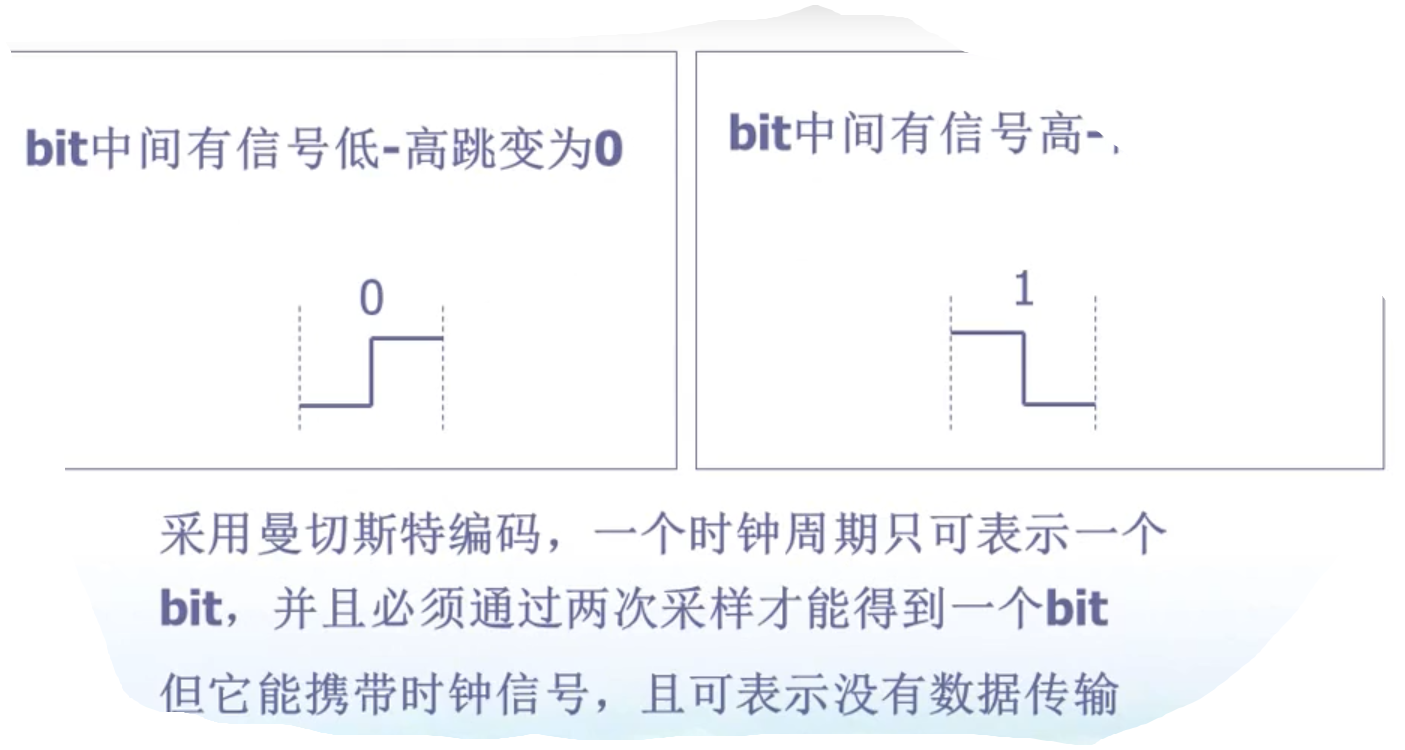 bit中间有信号低-高跳变为0
bit中间有信号高-
0
1
采用曼切斯特编码，一个时钟周期只可表示一个
bit，并且必须通过两次采样才能得到一个bit
但它能携带时钟信号，且可表示没有数据传输